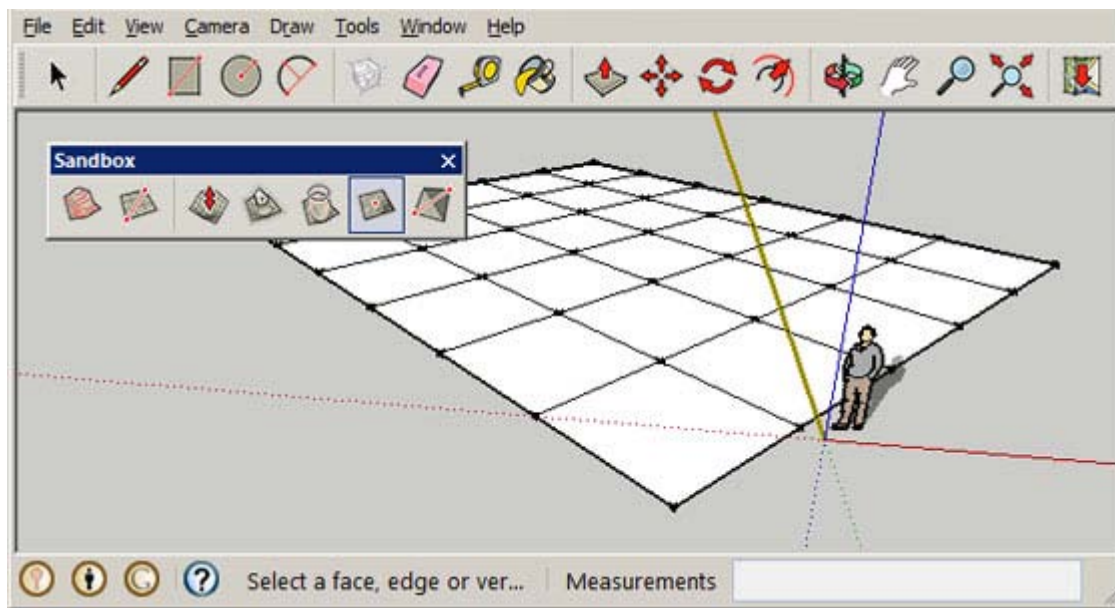 File Edit View Camera Draw Tools Window Help
Sandbox
Select a face, edge or ver... Measurements